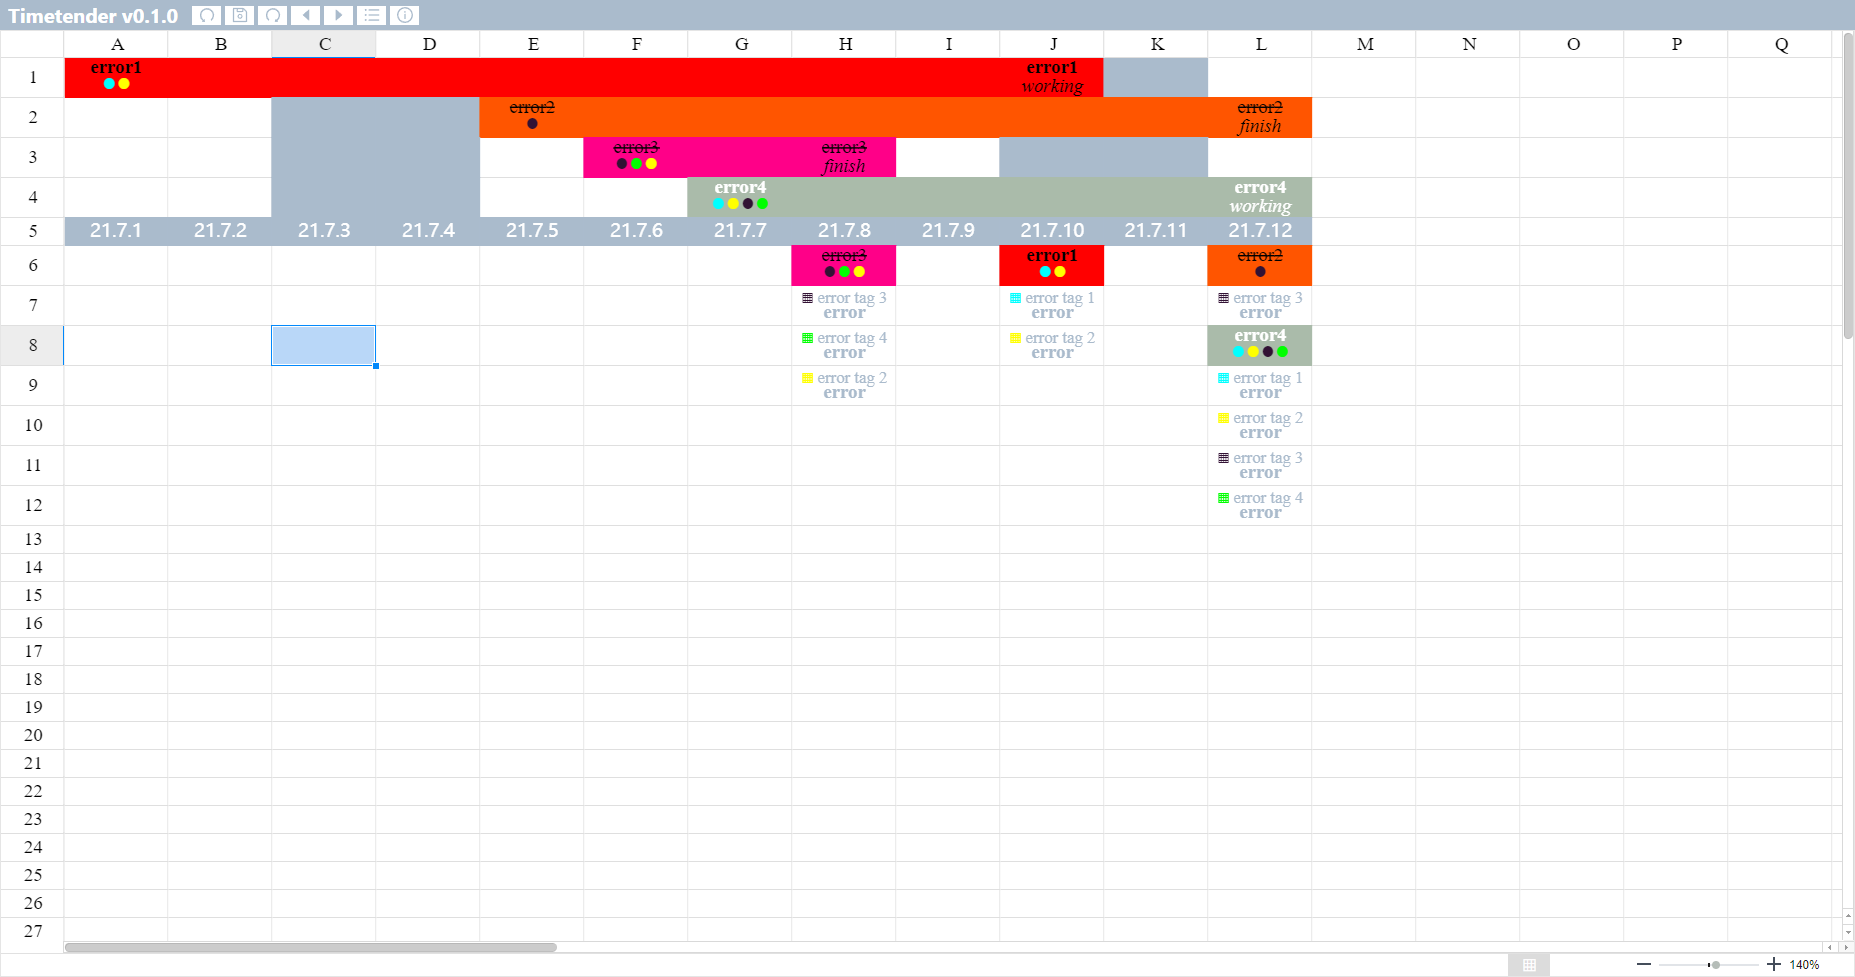 Timetender v0.1.0
A B C D E F G H I J K L M N O P Q
1 error1 error1
working
2 error2 error2
finish
3 error3 error3
finish
4 error4 error4
working
5 21.7.1 21.7.2 21.7.3 21.7.4 21.7.5 21.7.6 21.7.7 21.7.8 21.7.9 21.7.10 21.7.11 21.7.12
6 error3 error1 error2
7 error tag 3 error tag 1 error tag 3
error error error
8 error tag 4 error tag 2 error4
error error
9 error tag 2 error tag 1
error error
10 error tag 2
error
11 error tag 3
error
12 error tag 4
error
13
14
15
16
17
18
19
20
21
22
23
24
25
26
27
140%